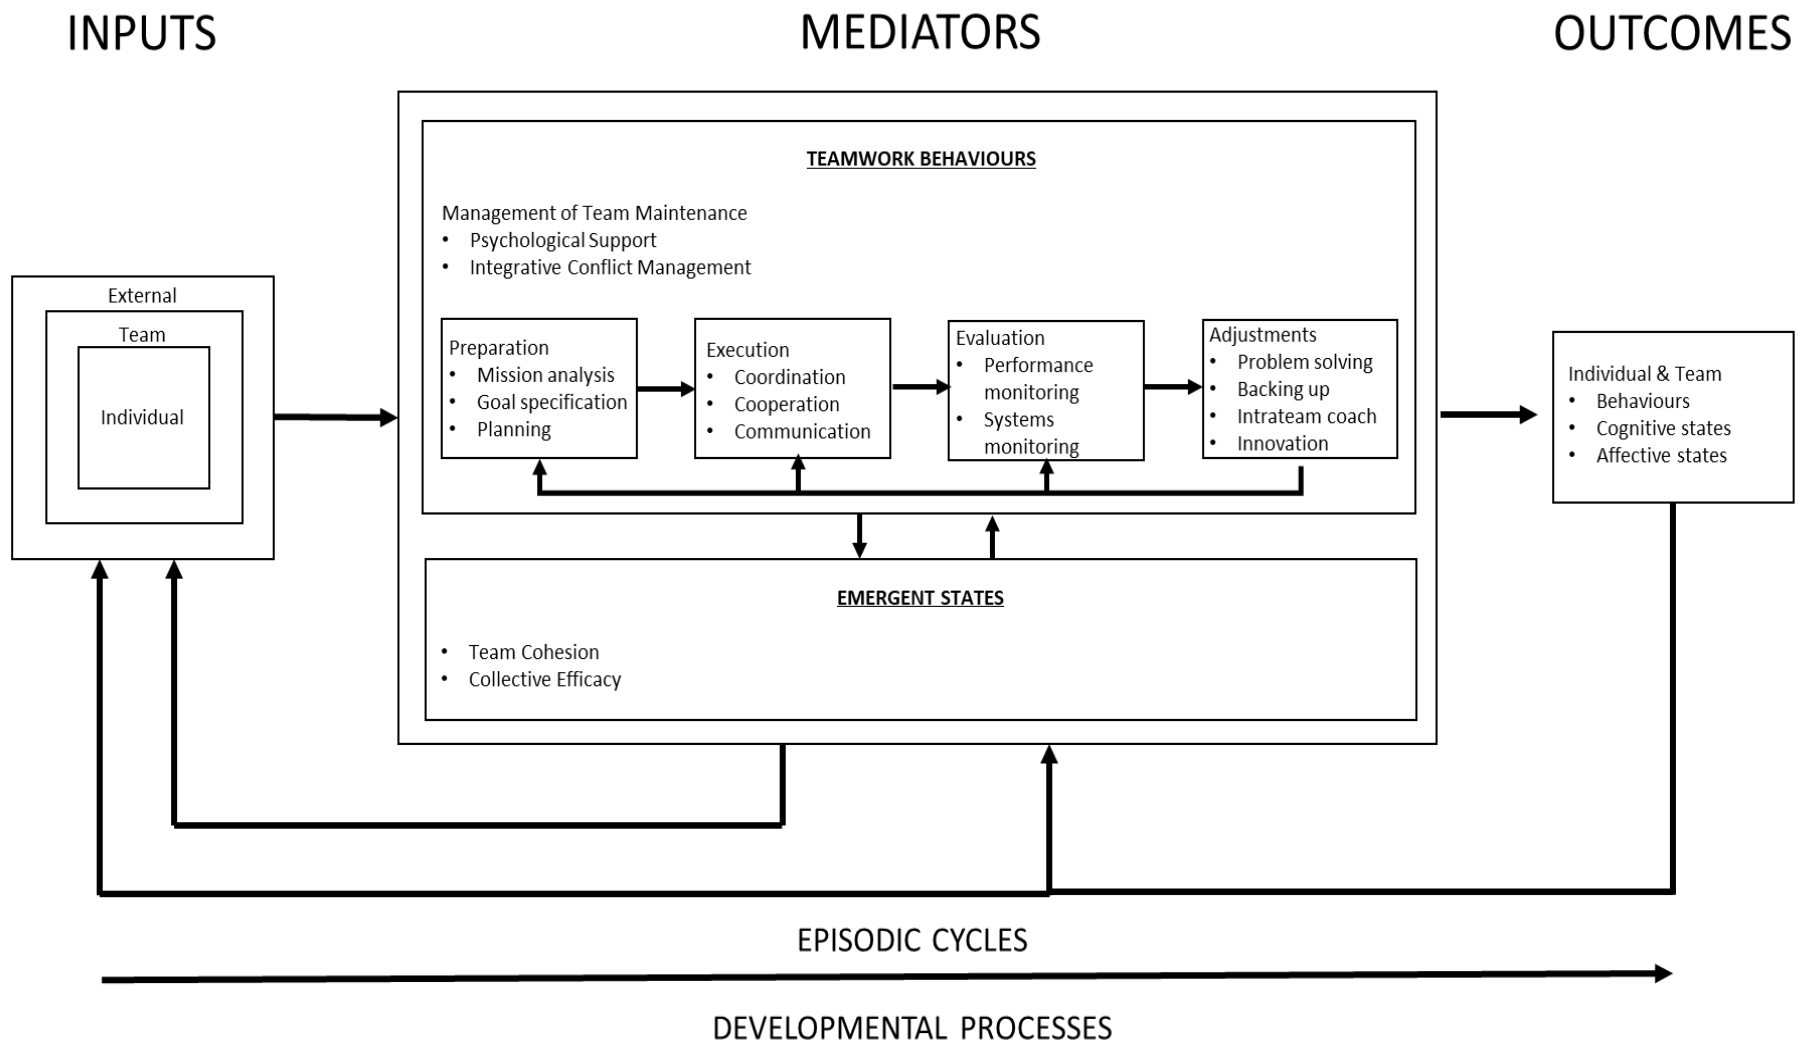 INPUTS
MEDIATORS
OUTCOMES
TEAMWORK BEHAVIOURS
Management of Team Maintenance
• Psychological Support
• Integrative Conflict Management
External
Team
Individual
Preparation
• Mission analysis
• Goal specification
• Planning
Execution
• Coordination
• Cooperation
• Communication
Evaluation
• Performance
monitoring
• Systems
monitoring
Adjustments
• Problem solving
• Backing up
• Intrateam coach
• Innovation
Individual & Team
• Behaviours
• Cognitive states
• Affective states
EMERGENT STATES
• Team Cohesion
• Collective Efficacy
EPISODIC CYCLES
DEVELOPMENTAL PROCESSES